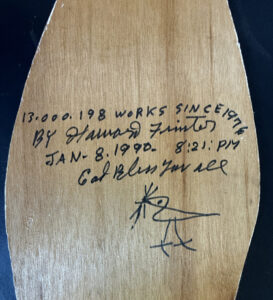 13.000.198 WORKS SINCE 1976
By Howard Finster
JAN-8.1990. 8:21: PM
God Bless You all